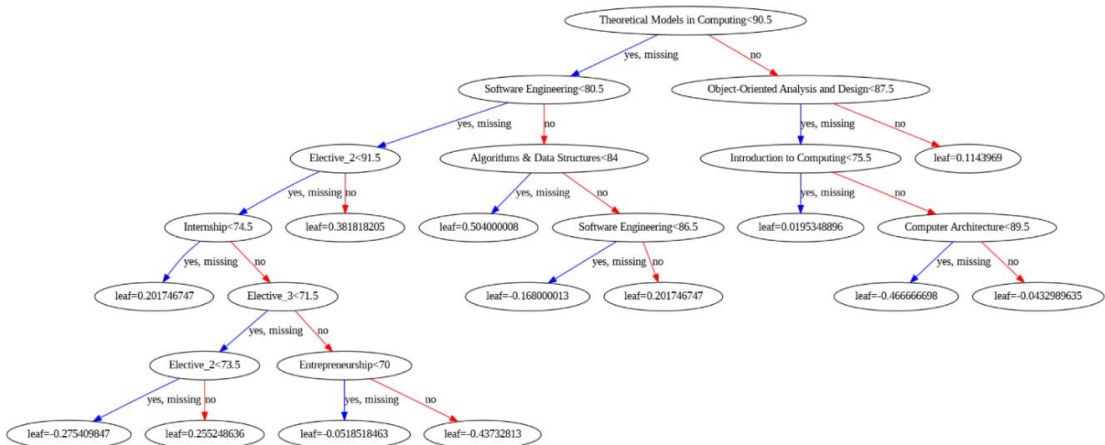 Theoretical Models in Computing<90.5
yes, missing
no
Software Engineering<80.5
Object-Oriented Analysis and Design<87.5
yes, missing
no
yes, missing
no
Elective_2<91.5
Algorithms & Data Structures<84
Introduction to Computing<75.5
leaf=0.1143969
yes, missing
no
yes, missing
no
yes, missing
no
Internship<74.5
leaf=0.381818205
leaf=0.504000008
Software Engineering<86.5
leaf=0.0195348896
Computer Architecture<89.5
yes, missing
no
yes, missing
no
yes, missing
no
leaf=0.201746747
Elective_3<71.5
leaf=-0.168000013
leaf=0.201746747
leaf=-0.466666698
leaf=-0.0432989635
yes, missing
no
Elective_2<73.5
Entrepreneurship<70
yes, missing
no
yes, missing
no
leaf=-0.275409847
leaf=0.255248636
leaf=-0.0518518463
leaf=-0.43732813